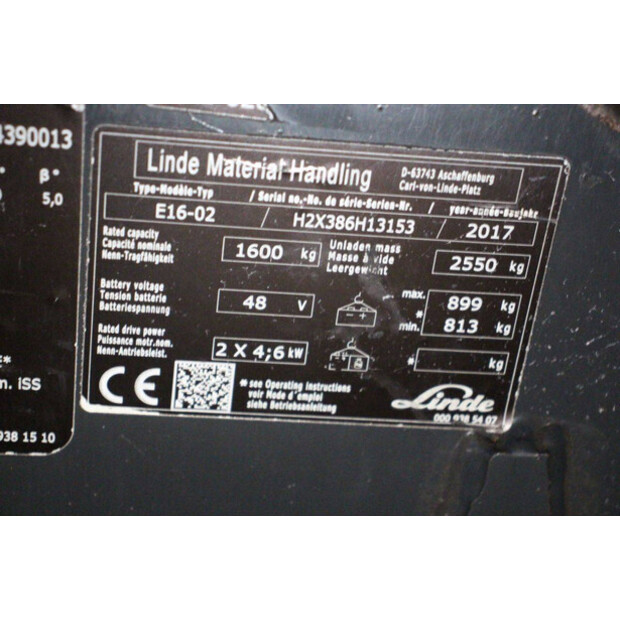 4390013
β°
5,0
n. iSS
938 15 10
Linde Material Handling
D-63743 Aschaffenburg
Carl-von-Linde-Platz
Type-Modèle-Typ / Serial no.-No. de série-Serien-Nr. / year-année-Baujahr
E16-02 / H2X386H13153 / 2017
Rated capacity
Capacité nominale
Nenn-Tragfähigkeit
1600 kg
Unladen mass
Masse à vide
Leergewicht
2550 kg
Battery voltage
Tension batterie
Batteriespannung
48 V
max. 899 kg
*
min. 813 kg
Rated drive power
Puissance motr.nom.
Nenn-Antriebsleist.
2 X 4;6 kW
* kg
CE
* see Operating instructions
voir Mode d'emploi
siehe Betriebsanleitung
Linde
000 938 54 07